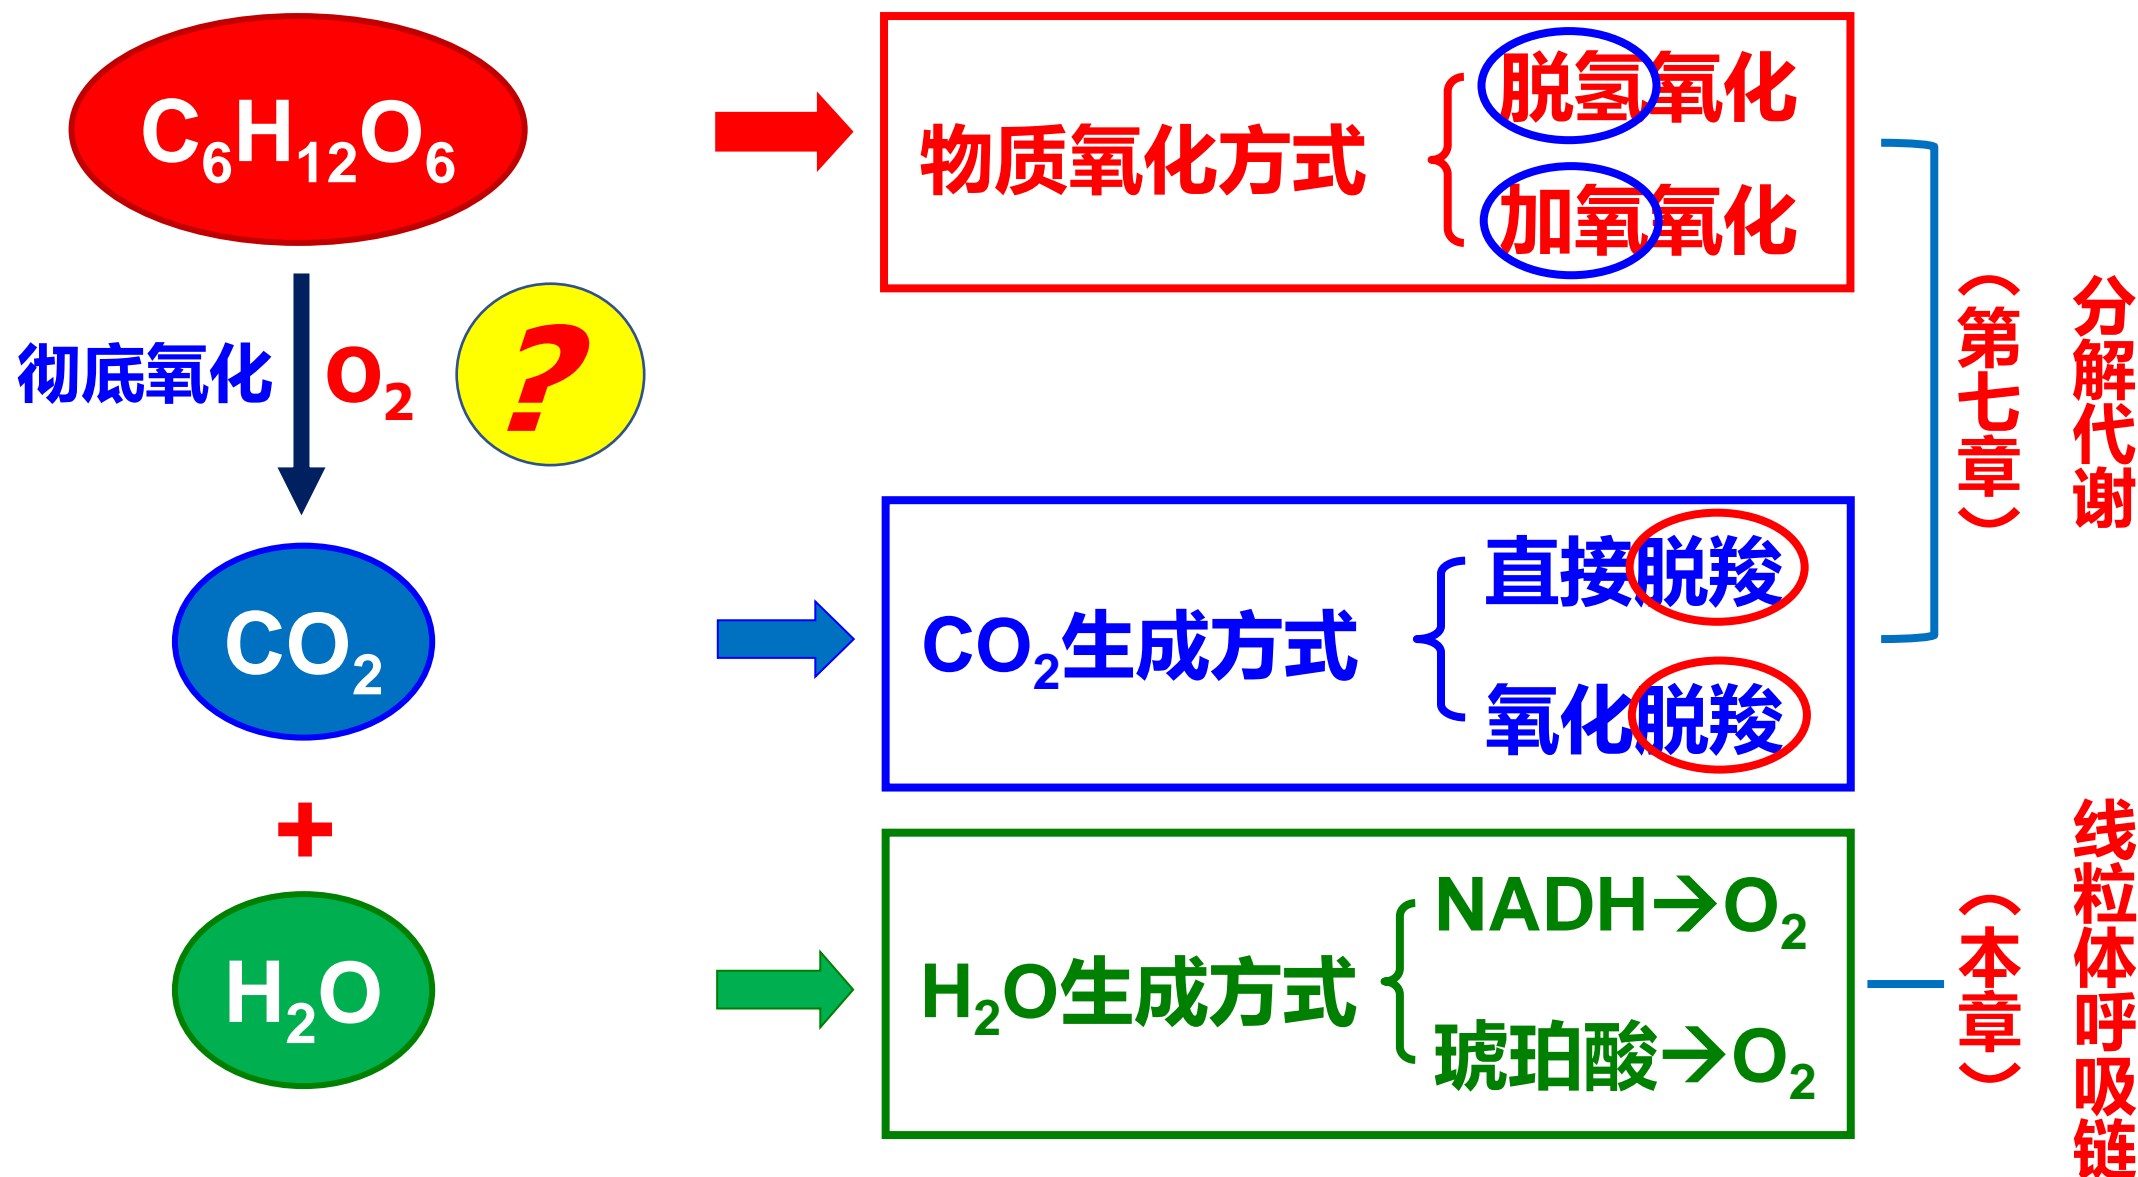 C₆H₁₂O₆
彻底氧化
O₂
?
CO₂
+
H₂O
物质氧化方式
脱氢氧化
加氧氧化
CO₂生成方式
直接脱羧
氧化脱羧
H₂O生成方式
NADH→O₂
琥珀酸→O₂
分解代谢
（第七章）
线粒体呼吸链
（本章）